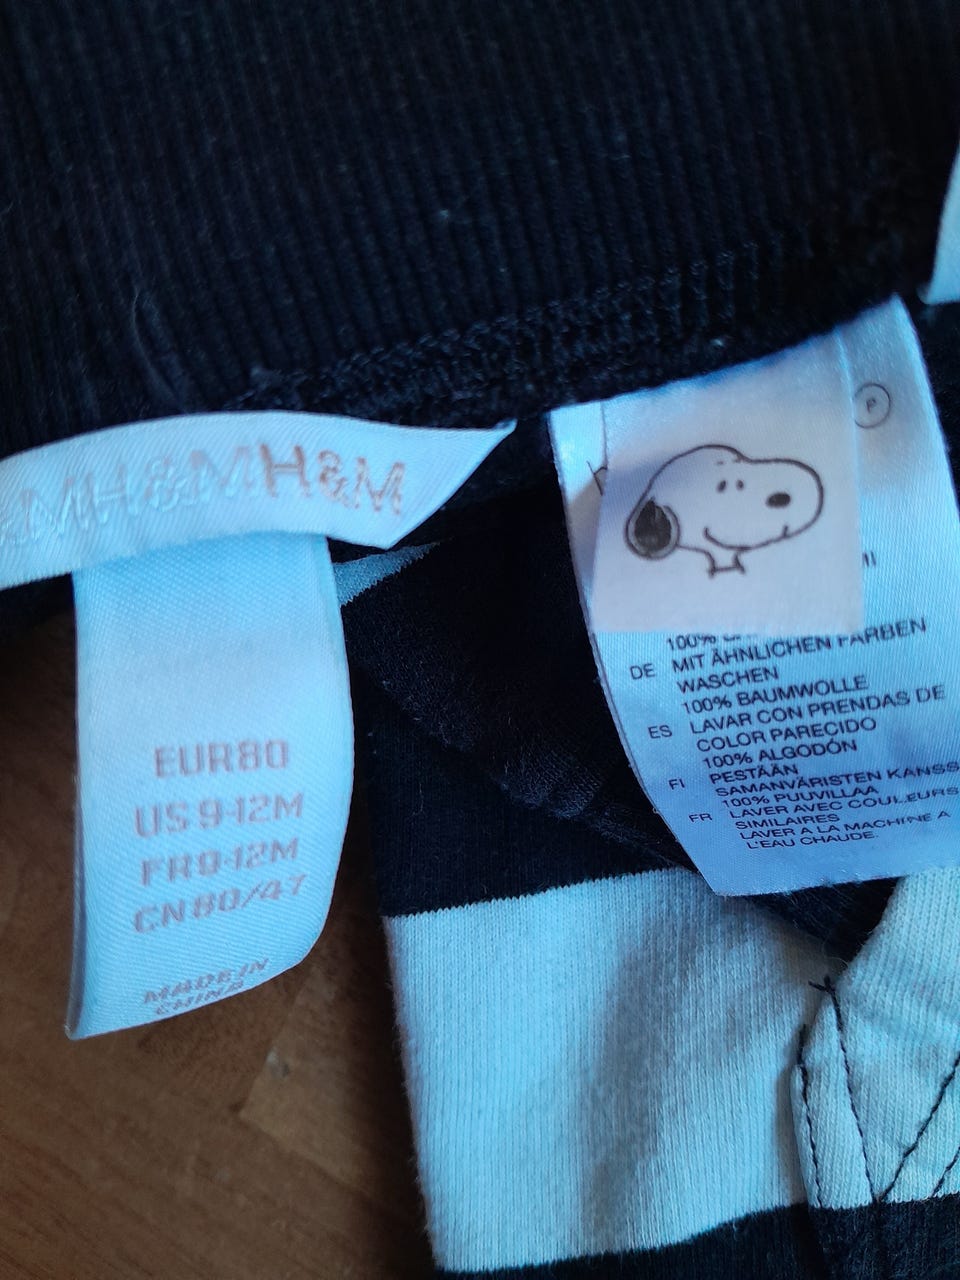 H&M H&M H&M
EUR80
US 9-12M
FR 9-12M
CN 80/47
MADE IN
CHINA
P
100%
DE MIT ÄHNLICHEN FARBEN
WASCHEN
100% BAUMWOLLE
ES LAVAR CON PRENDAS DE
COLOR PARECIDO
100% ALGODÓN
FI PESTÄÄN
SAMANVÄRISTEN KANSS
100% PUUVILLAA
FR LAVER AVEC COULEURS
SIMILAIRES
LAVER A LA MACHINE A
L'EAU CHAUDE.